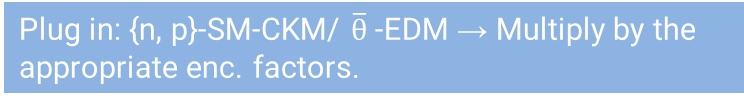 Plug in: {n, p}-SM-CKM/ θ̅ -EDM → Multiply by the
appropriate enc. factors.